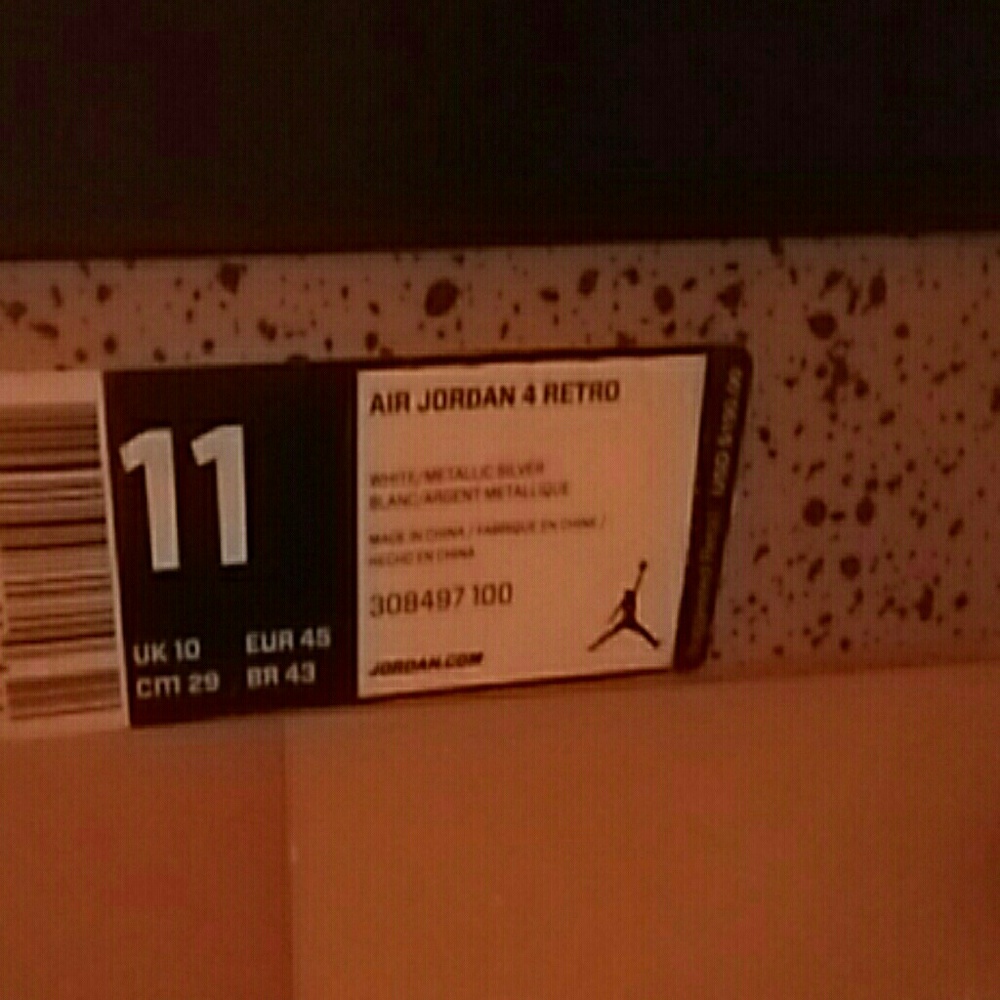 11
UK 10 EUR 45
cm 29 BR 43
AIR JORDAN 4 RETRO
WHITE/METALLIC SILVER
BLANC/ARGENT METALLIQUE
MADE IN CHINA / FABRIQUE EN CHINE /
HECHO EN CHINA
308497 100
JORDAN.COM